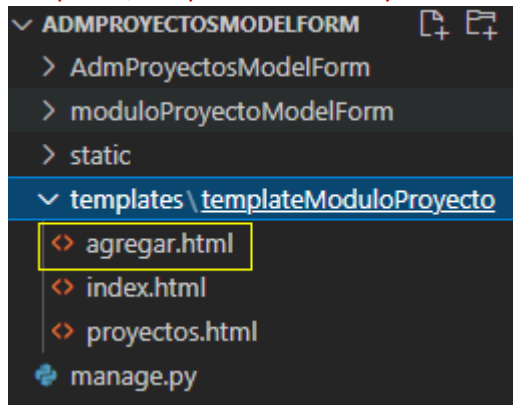 ADMPROYECTOSMODELFORM
AdmProyectosModelForm
moduloProyectoModelForm
static
templates\templateModuloProyecto
agregar.html
index.html
proyectos.html
manage.py